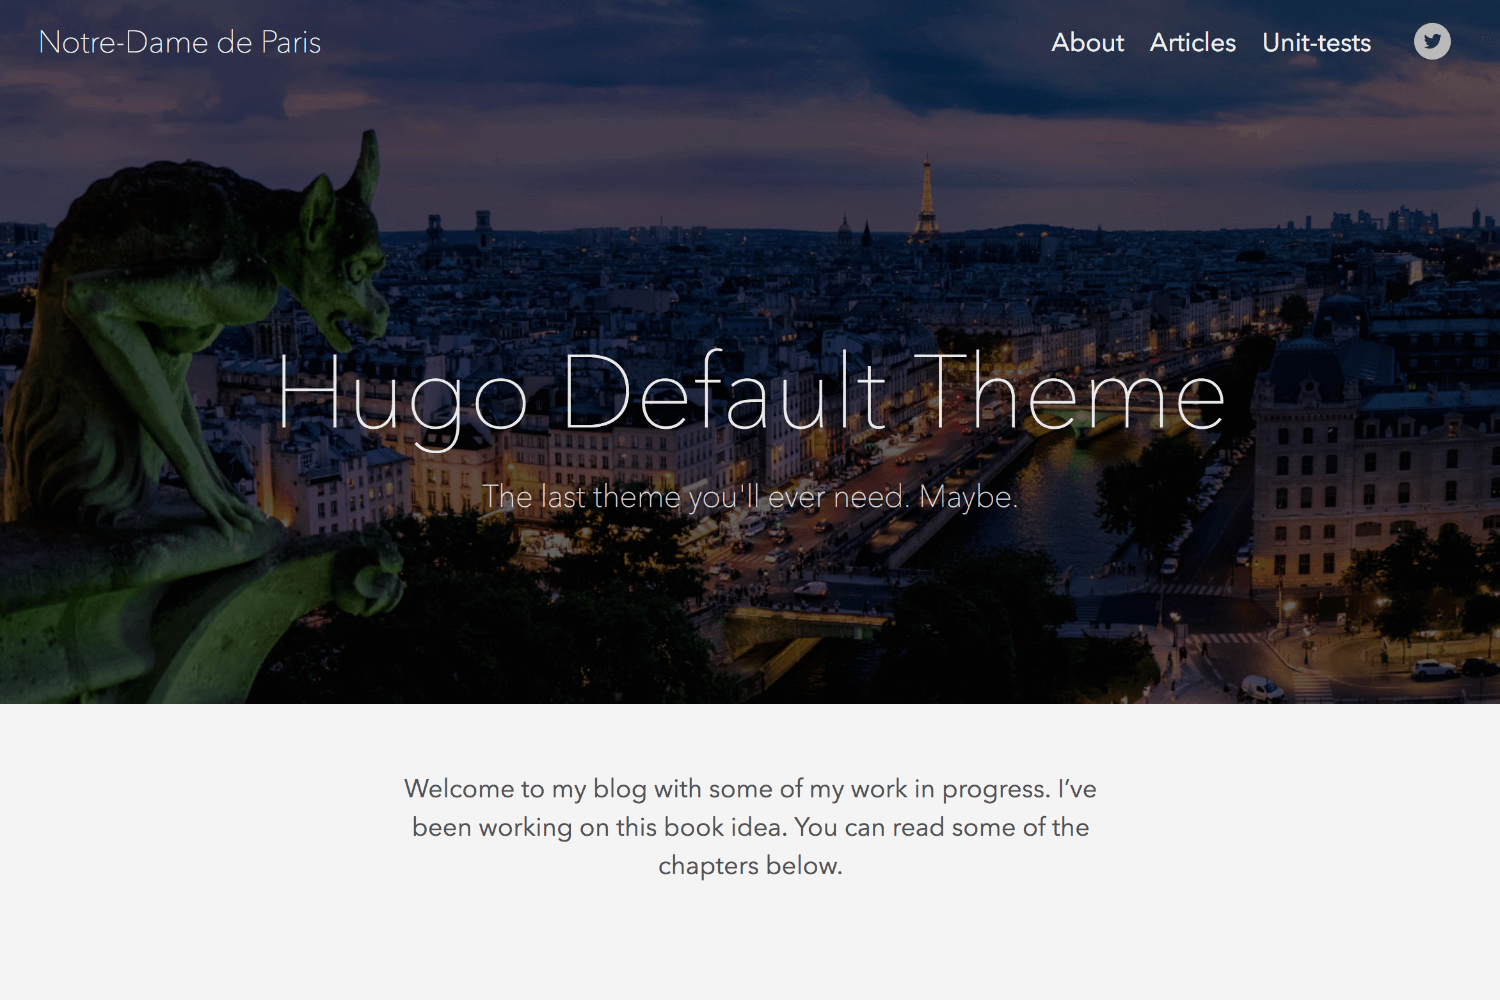 Notre-Dame de Paris
About Articles Unit-tests
Hugo Default Theme
The last theme you'll ever need. Maybe.
Welcome to my blog with some of my work in progress. I’ve
been working on this book idea. You can read some of the
chapters below.